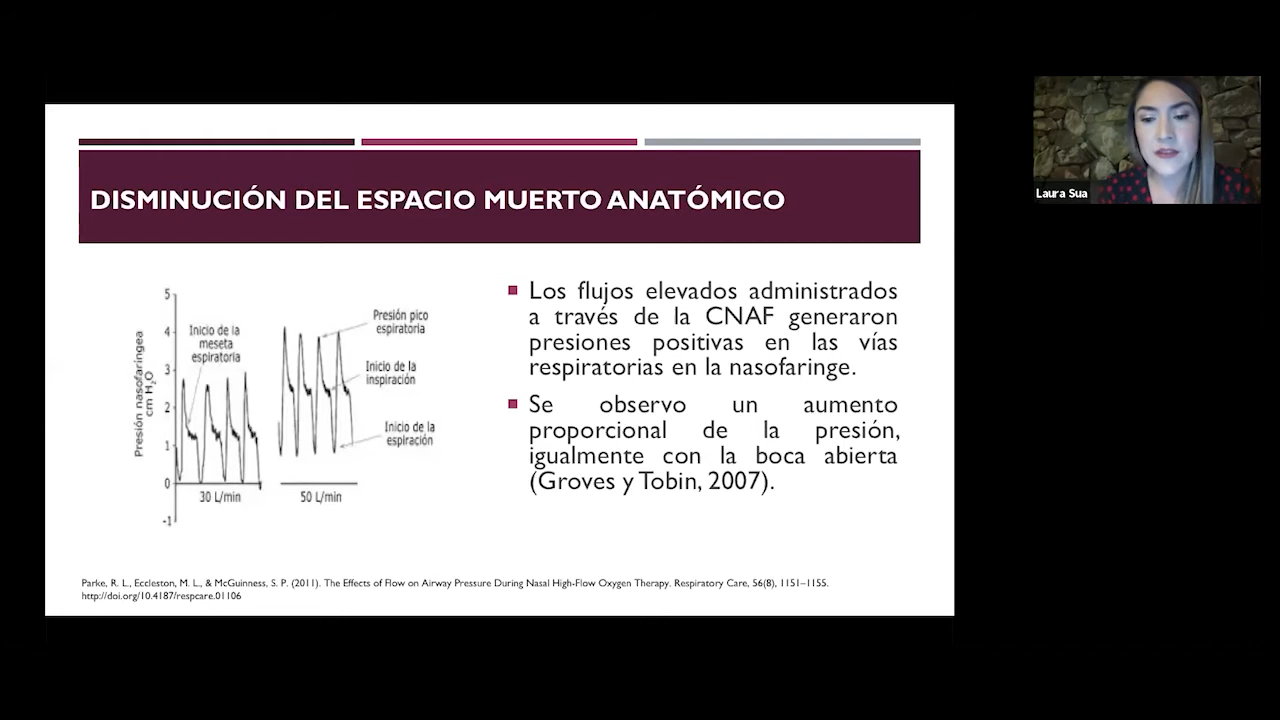 DISMINUCIÓN DEL ESPACIO MUERTO ANATÓMICO
Presión nasofaríngea
cm H₂O
5
4
3
2
1
0
-1
Inicio de la
meseta
espiratoria
Presión pico
espiratoria
Inicio de la
inspiración
Inicio de la
espiración
30 L/min
50 L/min
Los flujos elevados administrados
a través de la CNAF generaron
presiones positivas en las vías
respiratorias en la nasofaringe.
Se observo un aumento
proporcional de la presión,
igualmente con la boca abierta
(Groves y Tobin, 2007).
Parke, R. L., Eccleston, M. L., & McGuinness, S. P. (2011). The Effects of Flow on Airway Pressure During Nasal High-Flow Oxygen Therapy. Respiratory Care, 56(8), 1151–1155.
http://doi.org/10.4187/respcare.01106
Laura Sua